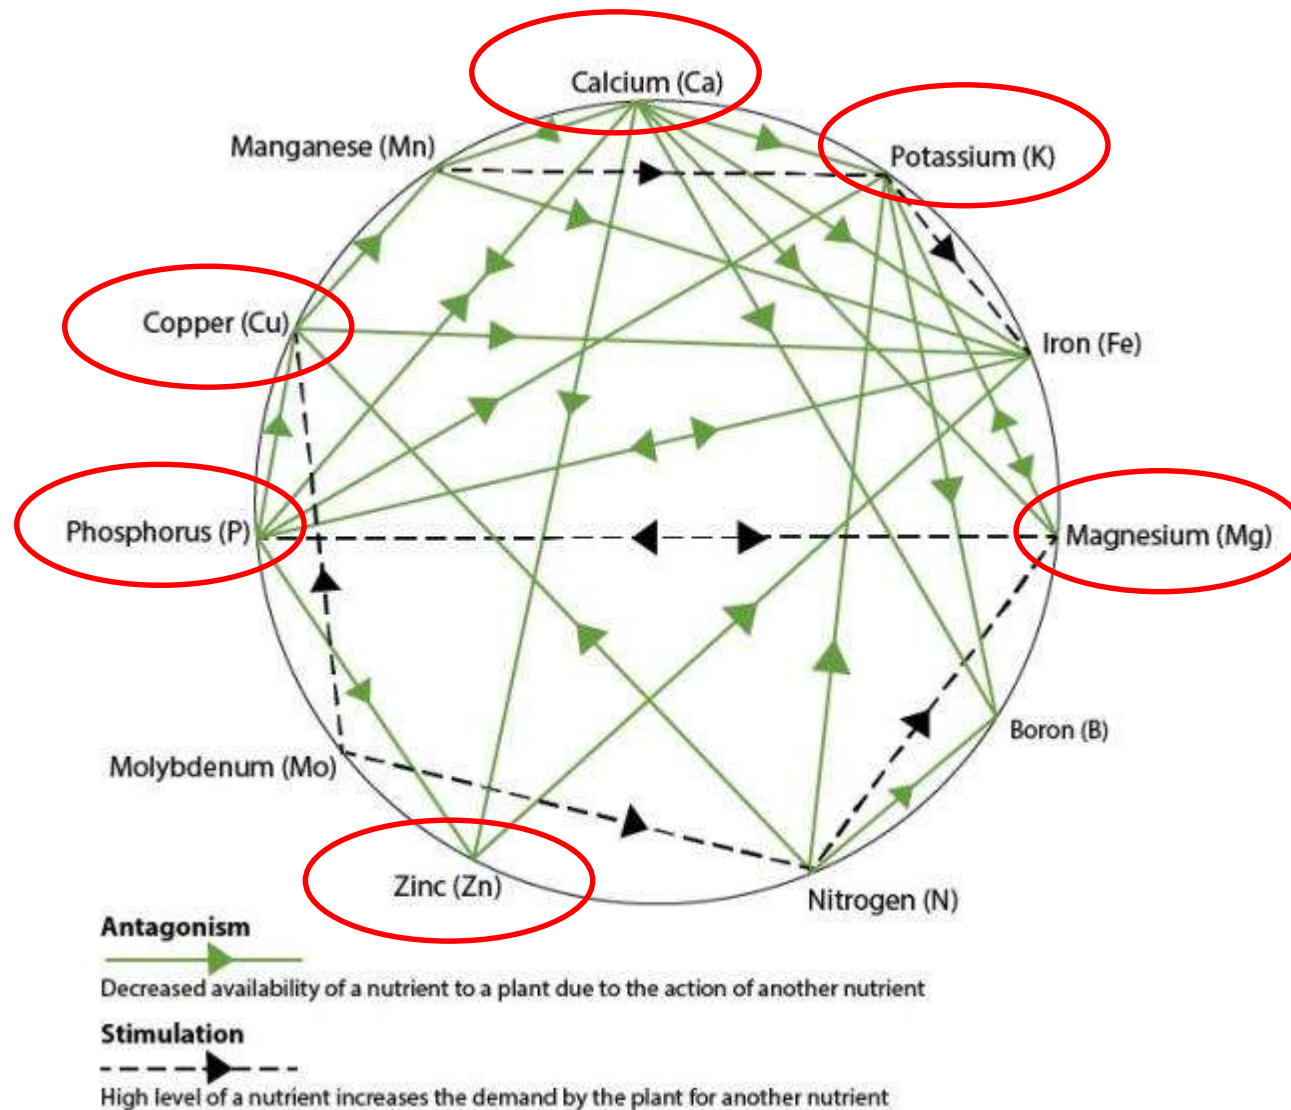 Calcium (Ca)
Manganese (Mn)
Potassium (K)
Copper (Cu)
Iron (Fe)
Phosphorus (P)
Magnesium (Mg)
Boron (B)
Molybdenum (Mo)
Zinc (Zn)
Nitrogen (N)
Antagonism
Decreased availability of a nutrient to a plant due to the action of another nutrient
Stimulation
High level of a nutrient increases the demand by the plant for another nutrient